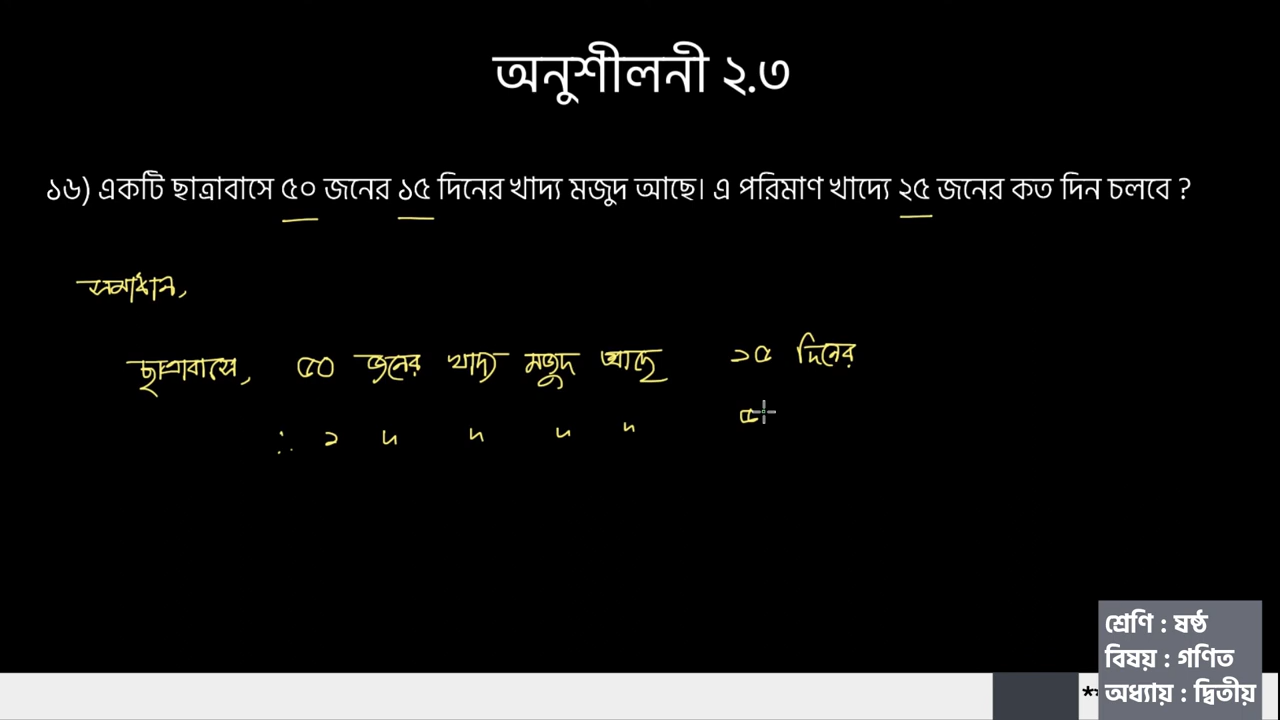 অনুশীলনী ২.৩
১৬) একটি ছাত্রাবাসে ৫০ জনের ১৫ দিনের খাদ্য মজুদ আছে। এ পরিমাণ খাদ্যে ২৫ জনের কত দিন চলবে ?
সমাধান,
ছাত্রাবাসে, ৫০ জনের খাদ্য মজুদ আছে ১৫ দিনের
∴ ১ " " " " ৫
শ্রেণি : ষষ্ঠ
বিষয় : গণিত
অধ্যায় : দ্বিতীয়